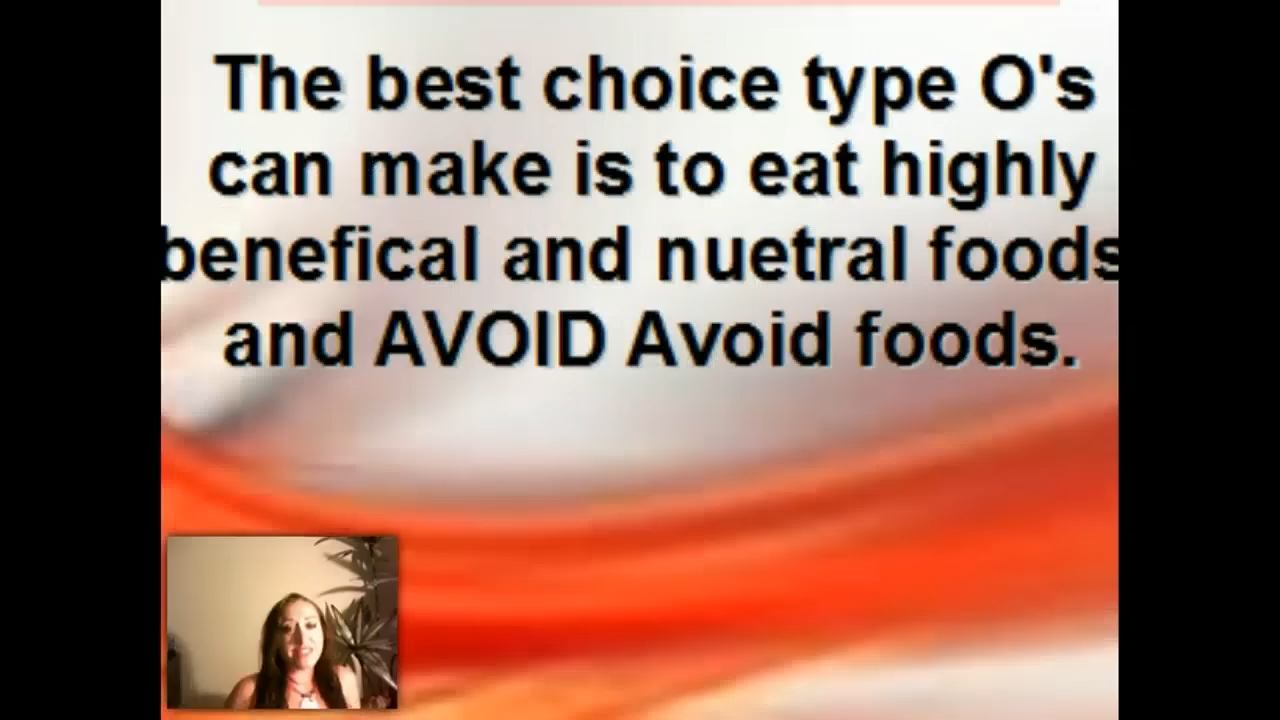 The best choice type O's
can make is to eat highly
benefical and nuetral foods
and AVOID Avoid foods.